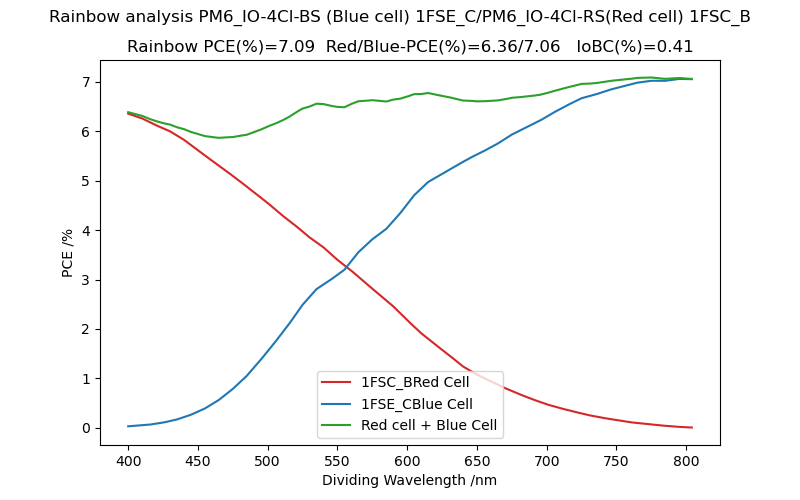 Rainbow analysis PM6_IO-4Cl-BS (Blue cell) 1FSE_C/PM6_IO-4Cl-RS(Red cell) 1FSC_B
Rainbow PCE(%)=7.09  Red/Blue-PCE(%)=6.36/7.06   IoBC(%)=0.41
PCE /%
7
6
5
4
3
2
1
0
1FSC_BRed Cell
1FSE_CBlue Cell
Red cell + Blue Cell
400 450 500 550 600 650 700 750 800
Dividing Wavelength /nm